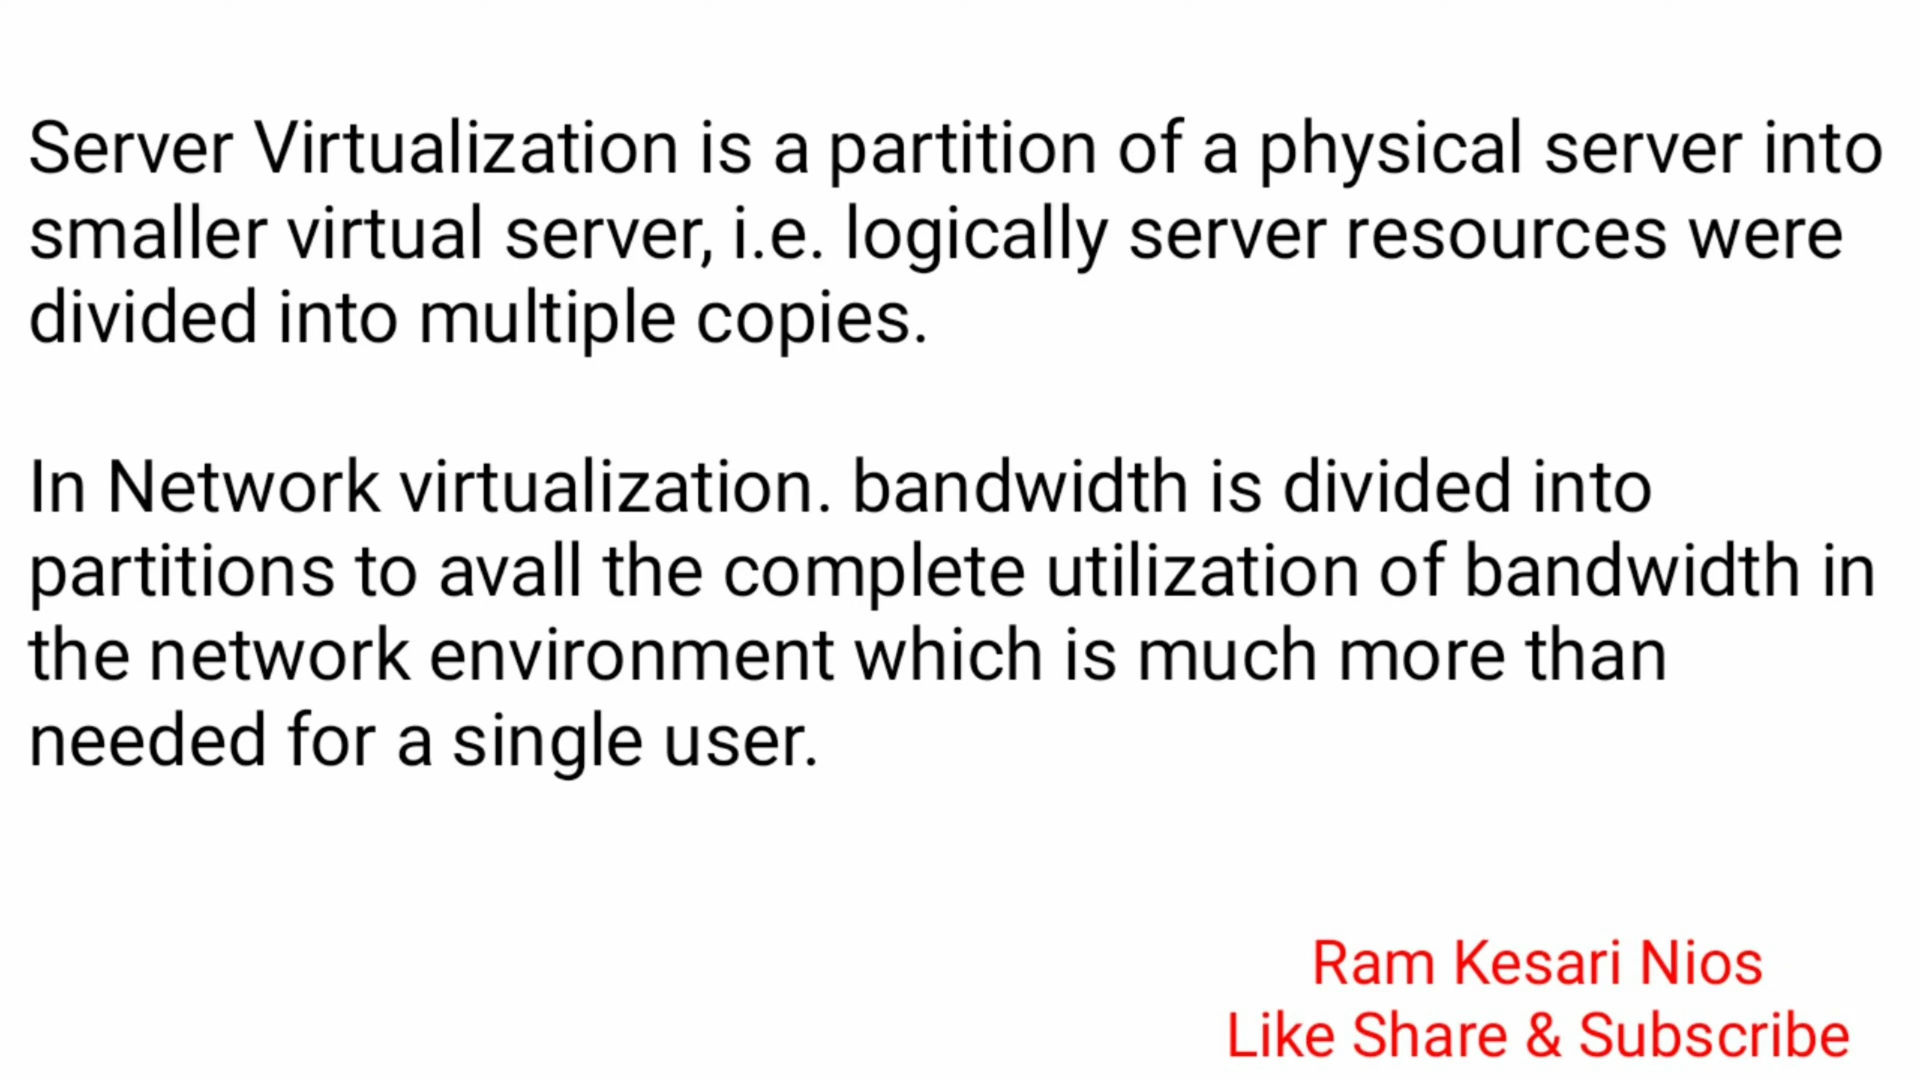 Server Virtualization is a partition of a physical server into
smaller virtual server, i.e. logically server resources were
divided into multiple copies.
In Network virtualization. bandwidth is divided into
partitions to avall the complete utilization of bandwidth in
the network environment which is much more than
needed for a single user.
Ram Kesari Nios
Like Share & Subscribe